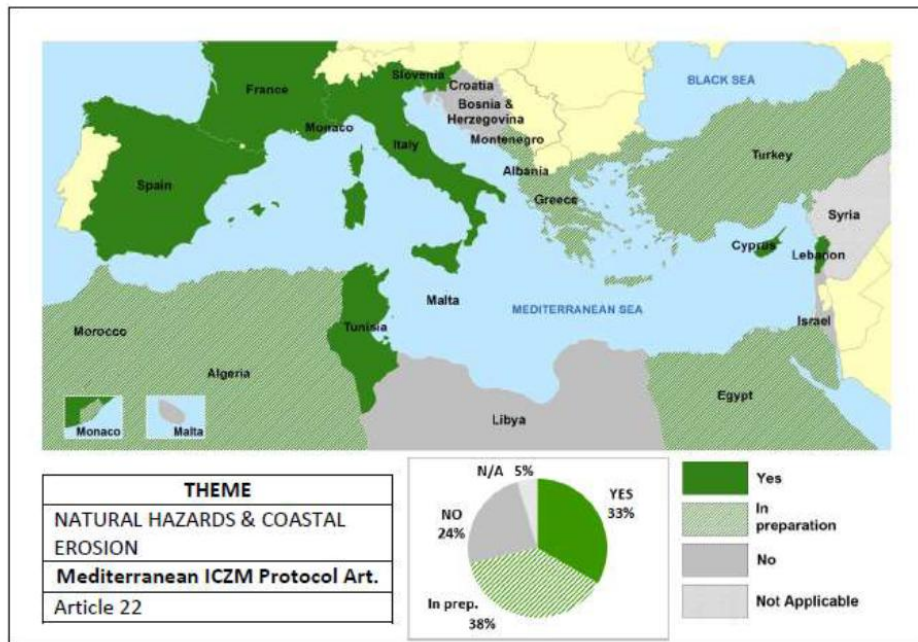 BLACK SEA
Slovenia
Croatia
France
Bosnia &
Herzegovina
Monaco
Montenegro
Italy
Turkey
Albania
Spain
Greece
Syria
Cyprus
Lebanon
Malta
MEDITERRANEAN SEA
Israel
Morocco
Tunisia
Algeria
Egypt
Libya
Monaco
Malta
THEME
NATURAL HAZARDS & COASTAL
EROSION
Mediterranean ICZM Protocol Art.
Article 22
N/A 5%
YES
33%
NO
24%
In prep.
38%
Yes
In
preparation
No
Not Applicable